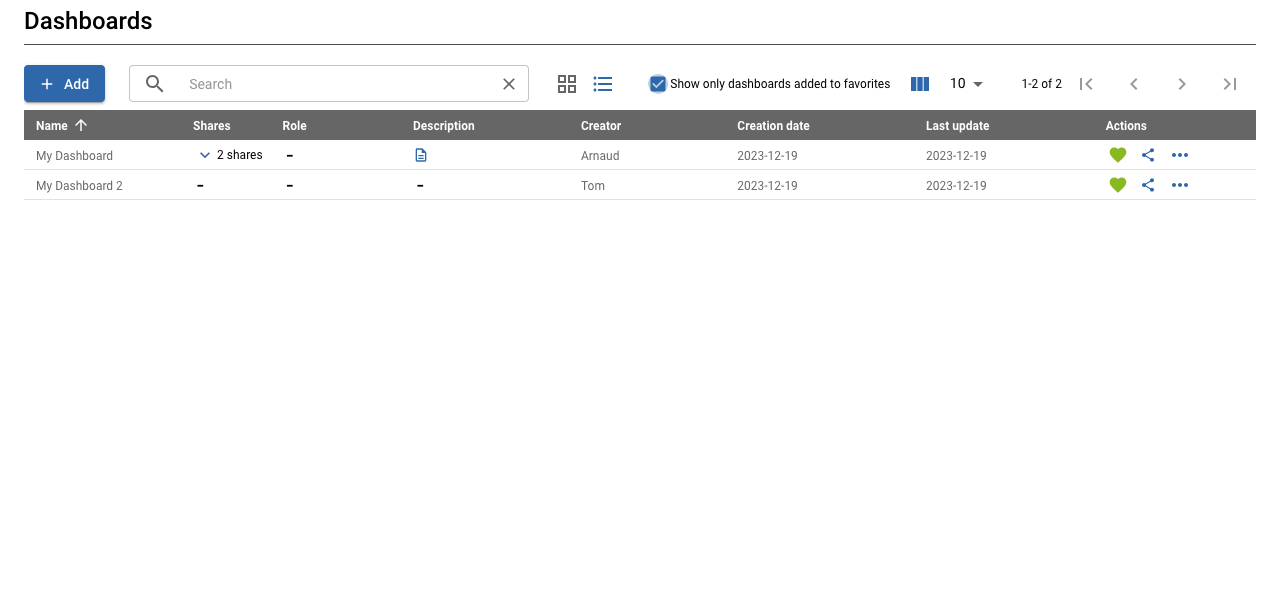 Dashboards
Add Search Show only dashboards added to favorites 10 1-2 of 2
Name Shares Role Description Creator Creation date Last update Actions
My Dashboard 2 shares – Arnaud 2023-12-19 2023-12-19
My Dashboard 2 – – – Tom 2023-12-19 2023-12-19